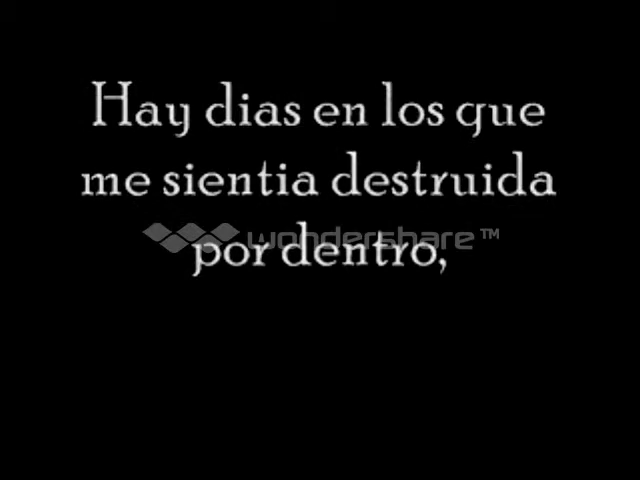 Hay dias en los que
me sientia destruida
wondershare™
por dentro,